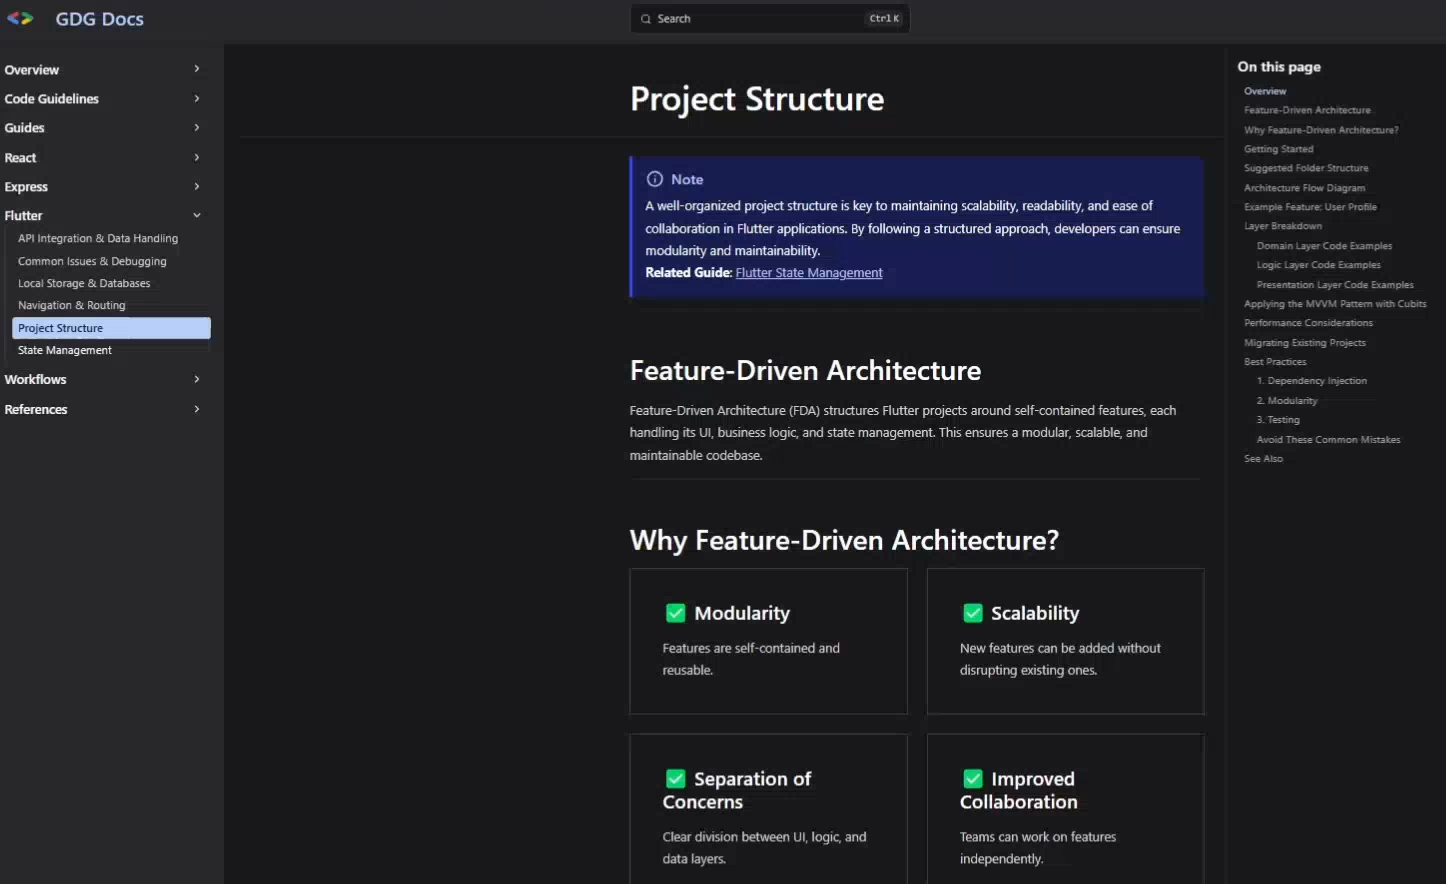 GDG Docs
Search
Ctrl K
Overview
Code Guidelines
Guides
React
Express
Flutter
API Integration & Data Handling
Common Issues & Debugging
Local Storage & Databases
Navigation & Routing
Project Structure
State Management
Workflows
References
Project Structure
Note
A well-organized project structure is key to maintaining scalability, readability, and ease of
collaboration in Flutter applications. By following a structured approach, developers can ensure
modularity and maintainability.
Related Guide: Flutter State Management
Feature-Driven Architecture
Feature-Driven Architecture (FDA) structures Flutter projects around self-contained features, each
handling its UI, business logic, and state management. This ensures a modular, scalable, and
maintainable codebase.
Why Feature-Driven Architecture?
✅ Modularity
Features are self-contained and
reusable.
✅ Scalability
New features can be added without
disrupting existing ones.
✅ Separation of
Concerns
Clear division between UI, logic, and
data layers.
✅ Improved
Collaboration
Teams can work on features
independently.
On this page
Overview
Feature-Driven Architecture
Why Feature-Driven Architecture?
Getting Started
Suggested Folder Structure
Architecture Flow Diagram
Example Feature: User Profile
Layer Breakdown
Domain Layer Code Examples
Logic Layer Code Examples
Presentation Layer Code Examples
Applying the MVVM Pattern with Cubits
Performance Considerations
Migrating Existing Projects
Best Practices
1. Dependency Injection
2. Modularity
3. Testing
Avoid These Common Mistakes
See Also